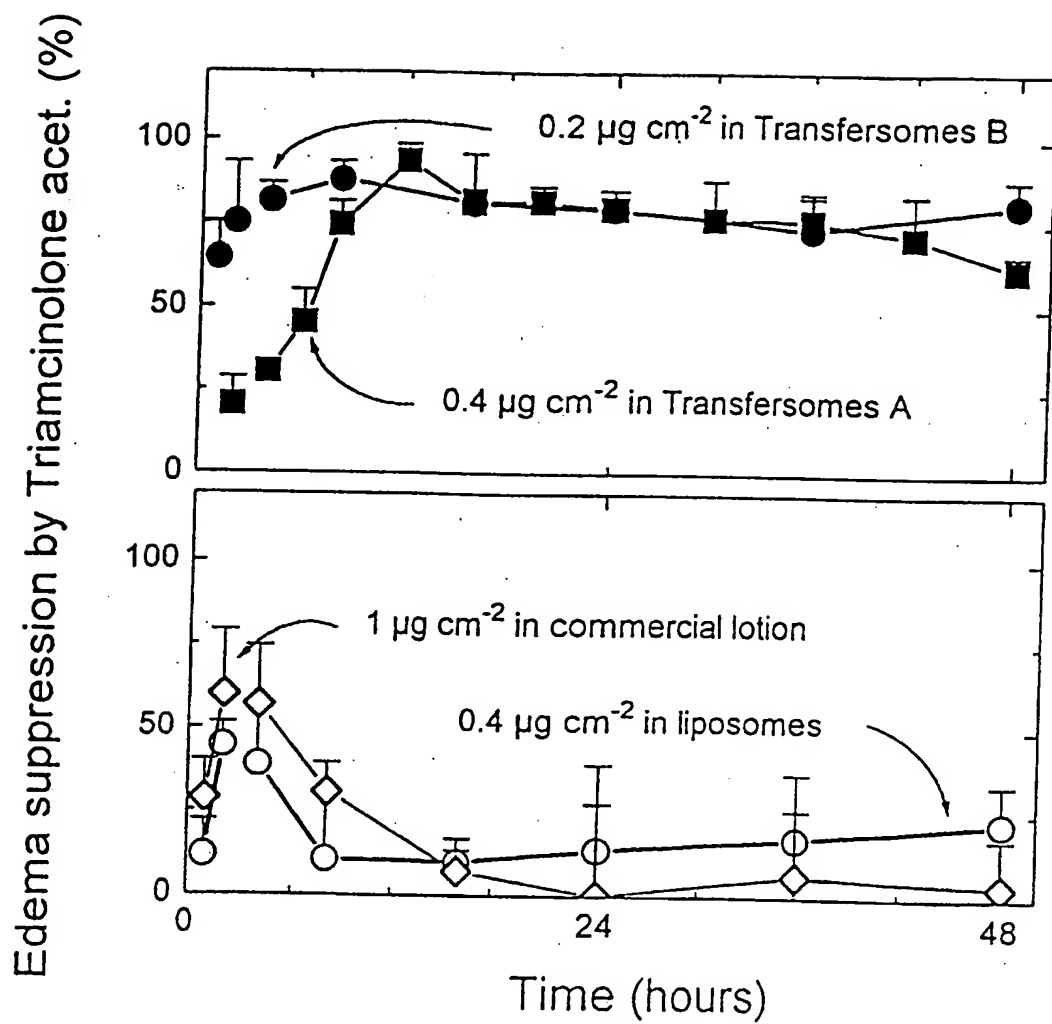 Edema suppression by Triamcinolone acet. (%)
100
50
0
0.2 µg cm⁻² in Transfersomes B
0.4 µg cm⁻² in Transfersomes A
100
50
0
1 µg cm⁻² in commercial lotion
0.4 µg cm⁻² in liposomes
0
24
48
Time (hours)